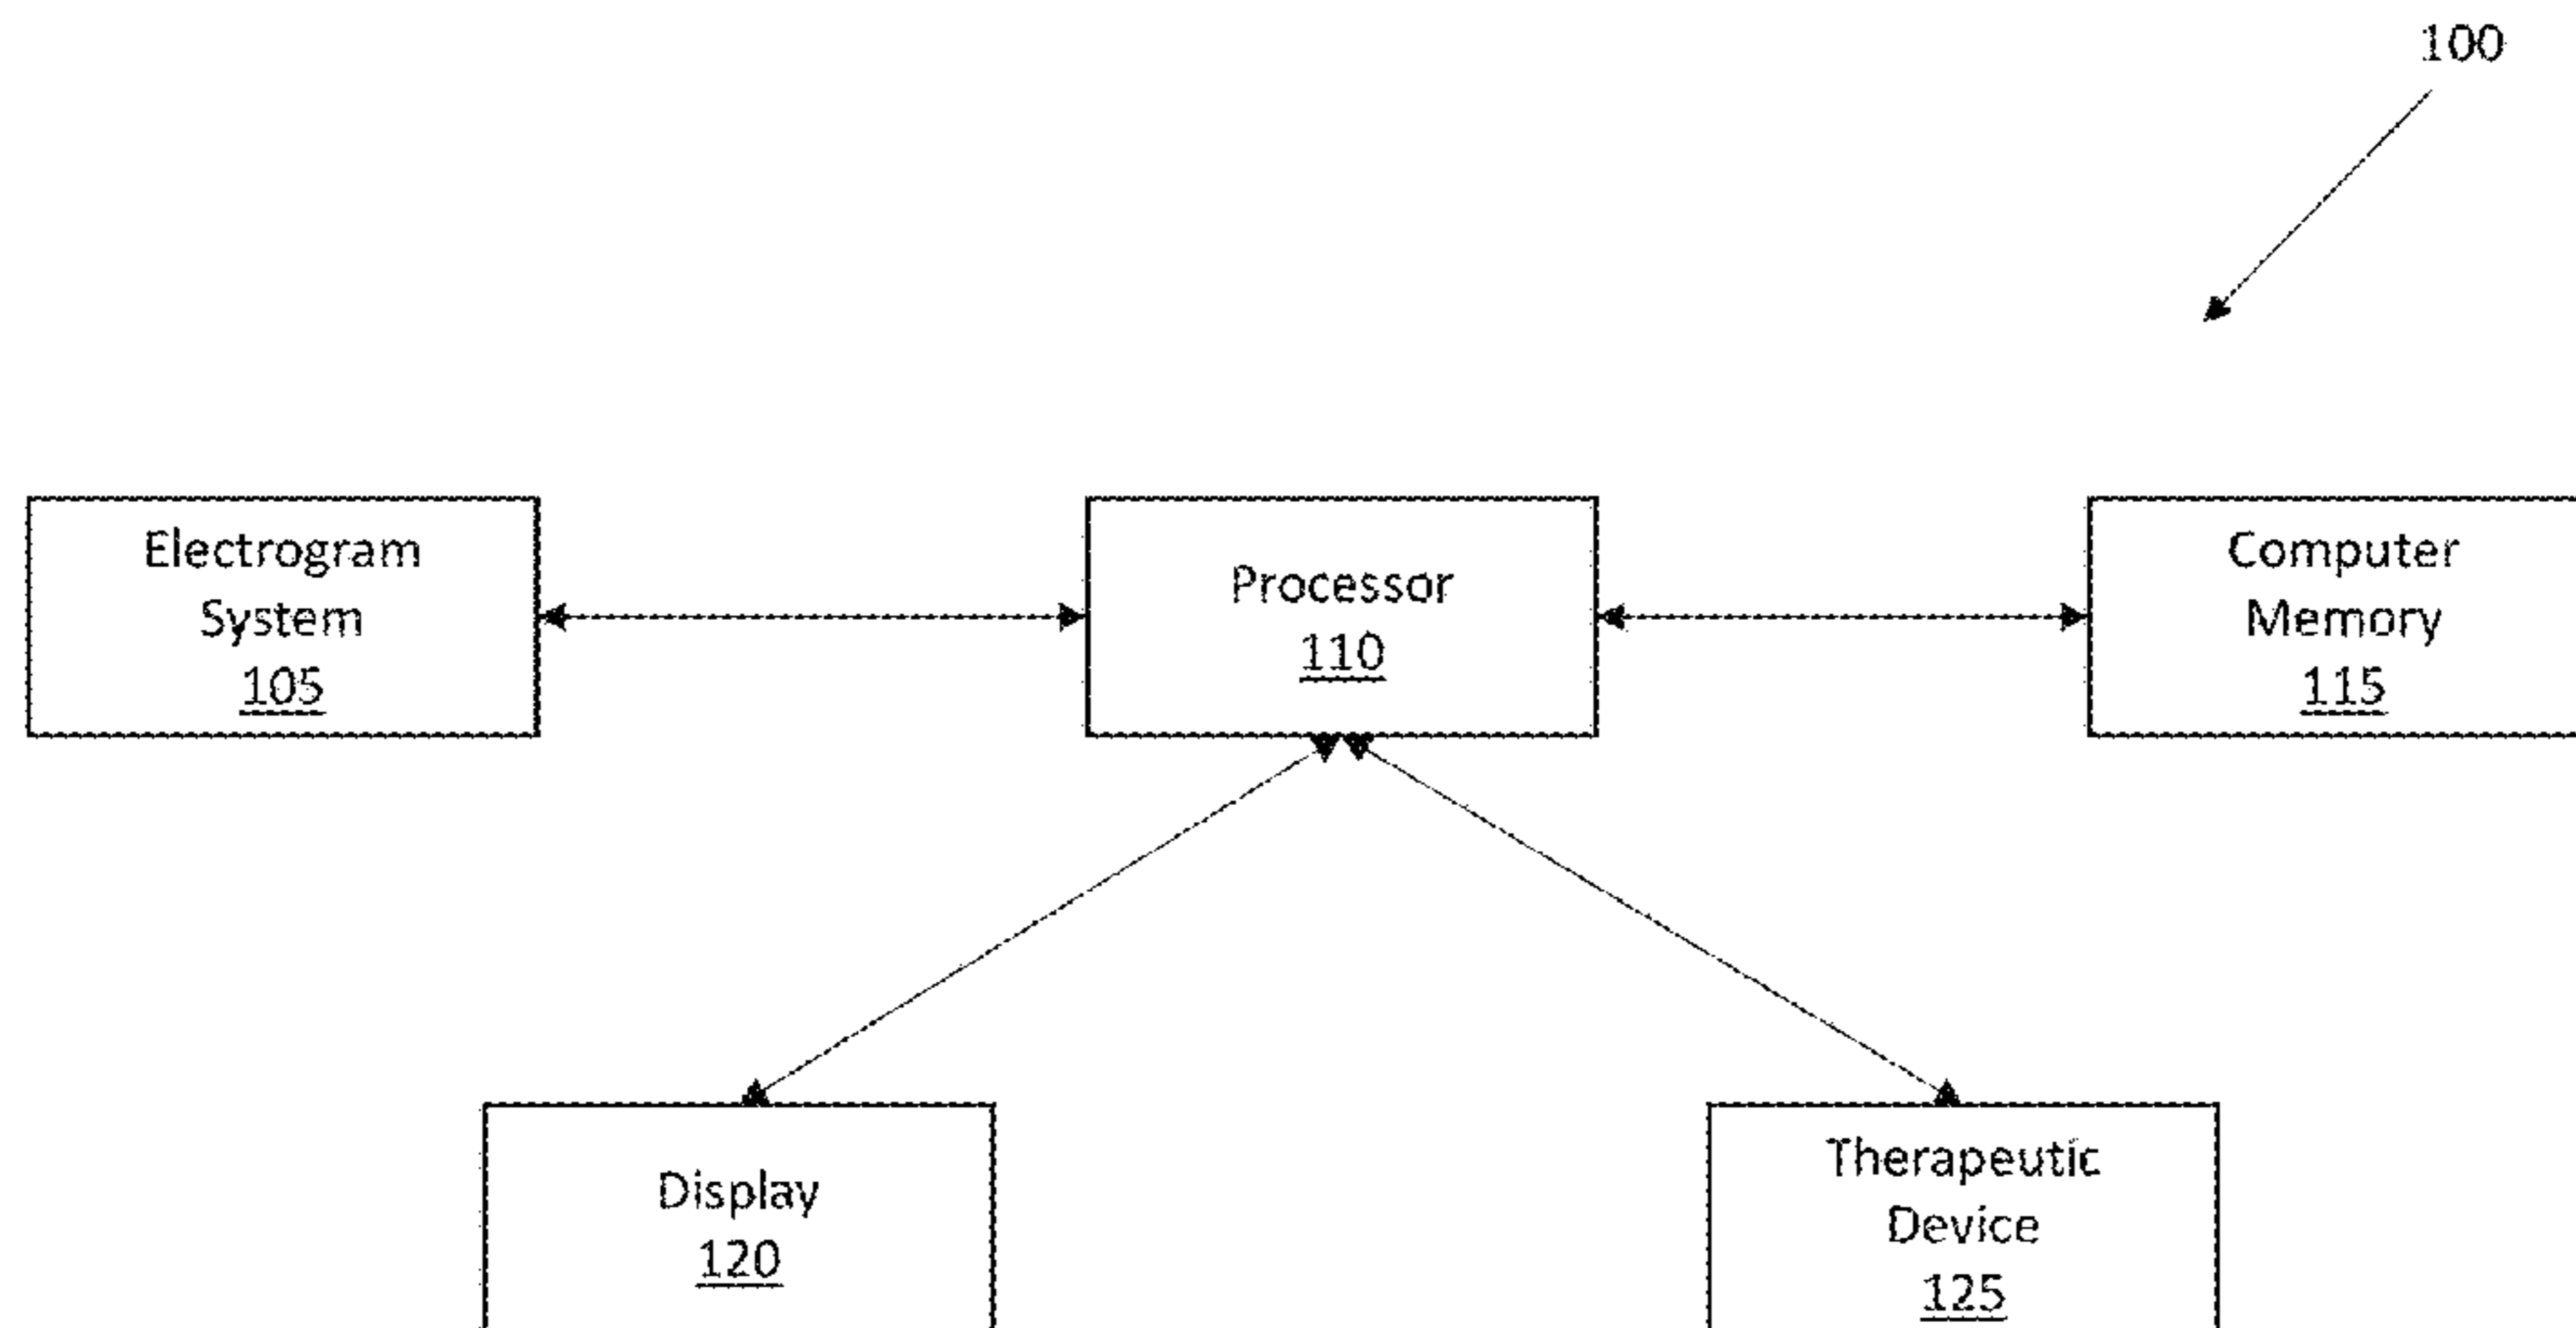 100
Electrogram
System
105
Processor
110
Computer
Memory
115
Display
120
Therapeutic
Device
125